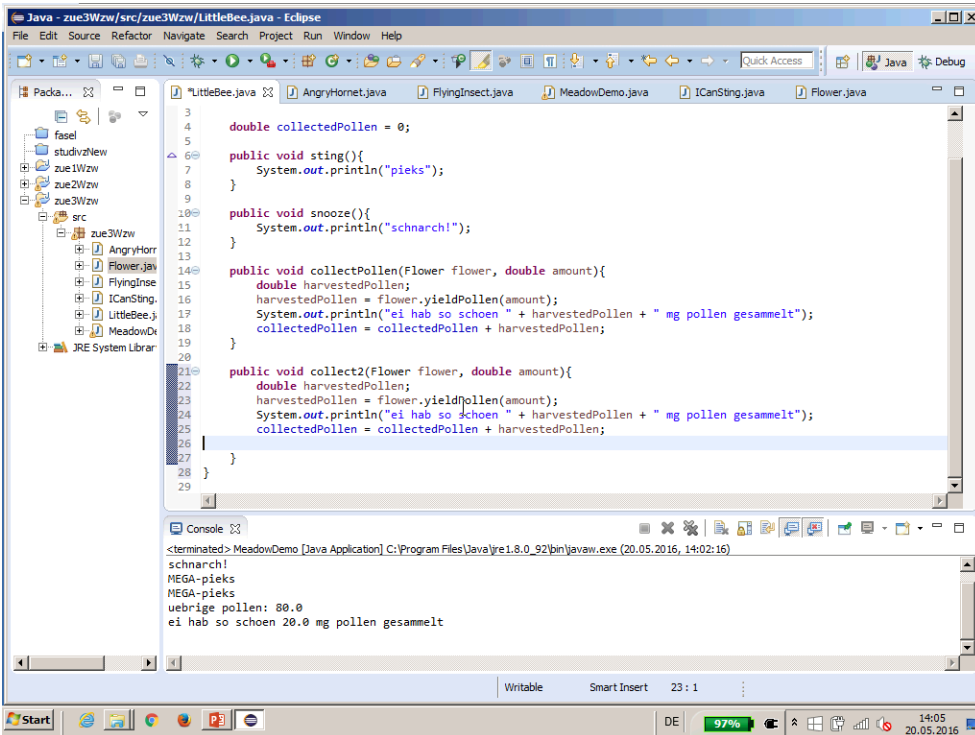 Java - zue3Wzw/src/zue3Wzw/LittleBee.java - Eclipse
File Edit Source Refactor Navigate Search Project Run Window Help
Quick Access Java Debug
Packa...
fasel
studivzNew
zue1Wzw
zue2Wzw
zue3Wzw
src
zue3Wzw
AngryHorr
Flower.jav
FlyingInse
ICanSting.
LittleBee.j
MeadowDe
JRE System Librar
*LittleBee.java AngryHornet.java FlyingInsect.java MeadowDemo.java ICanSting.java Flower.java
3
4 double collectedPollen = 0;
5
6 public void sting(){
7 System.out.println("pieks");
8 }
9
10 public void snooze(){
11 System.out.println("schnarch!");
12 }
13
14 public void collectPollen(Flower flower, double amount){
15 double harvestedPollen;
16 harvestedPollen = flower.yieldPollen(amount);
17 System.out.println("ei hab so schoen " + harvestedPollen + " mg pollen gesammelt");
18 collectedPollen = collectedPollen + harvestedPollen;
19 }
20
21 public void collect2(Flower flower, double amount){
22 double harvestedPollen;
23 harvestedPollen = flower.yieldPollen(amount);
24 System.out.println("ei hab so schoen " + harvestedPollen + " mg pollen gesammelt");
25 collectedPollen = collectedPollen + harvestedPollen;
26
27 }
28 }
29
Console
<terminated> MeadowDemo [Java Application] C:\Program Files\Java\jre1.8.0_92\bin\javaw.exe (20.05.2016, 14:02:16)
schnarch!
MEGA-pieks
MEGA-pieks
uebrige pollen: 80.0
ei hab so schoen 20.0 mg pollen gesammelt
Writable Smart Insert 23 : 1
Start DE 97% 14:05
20.05.2016